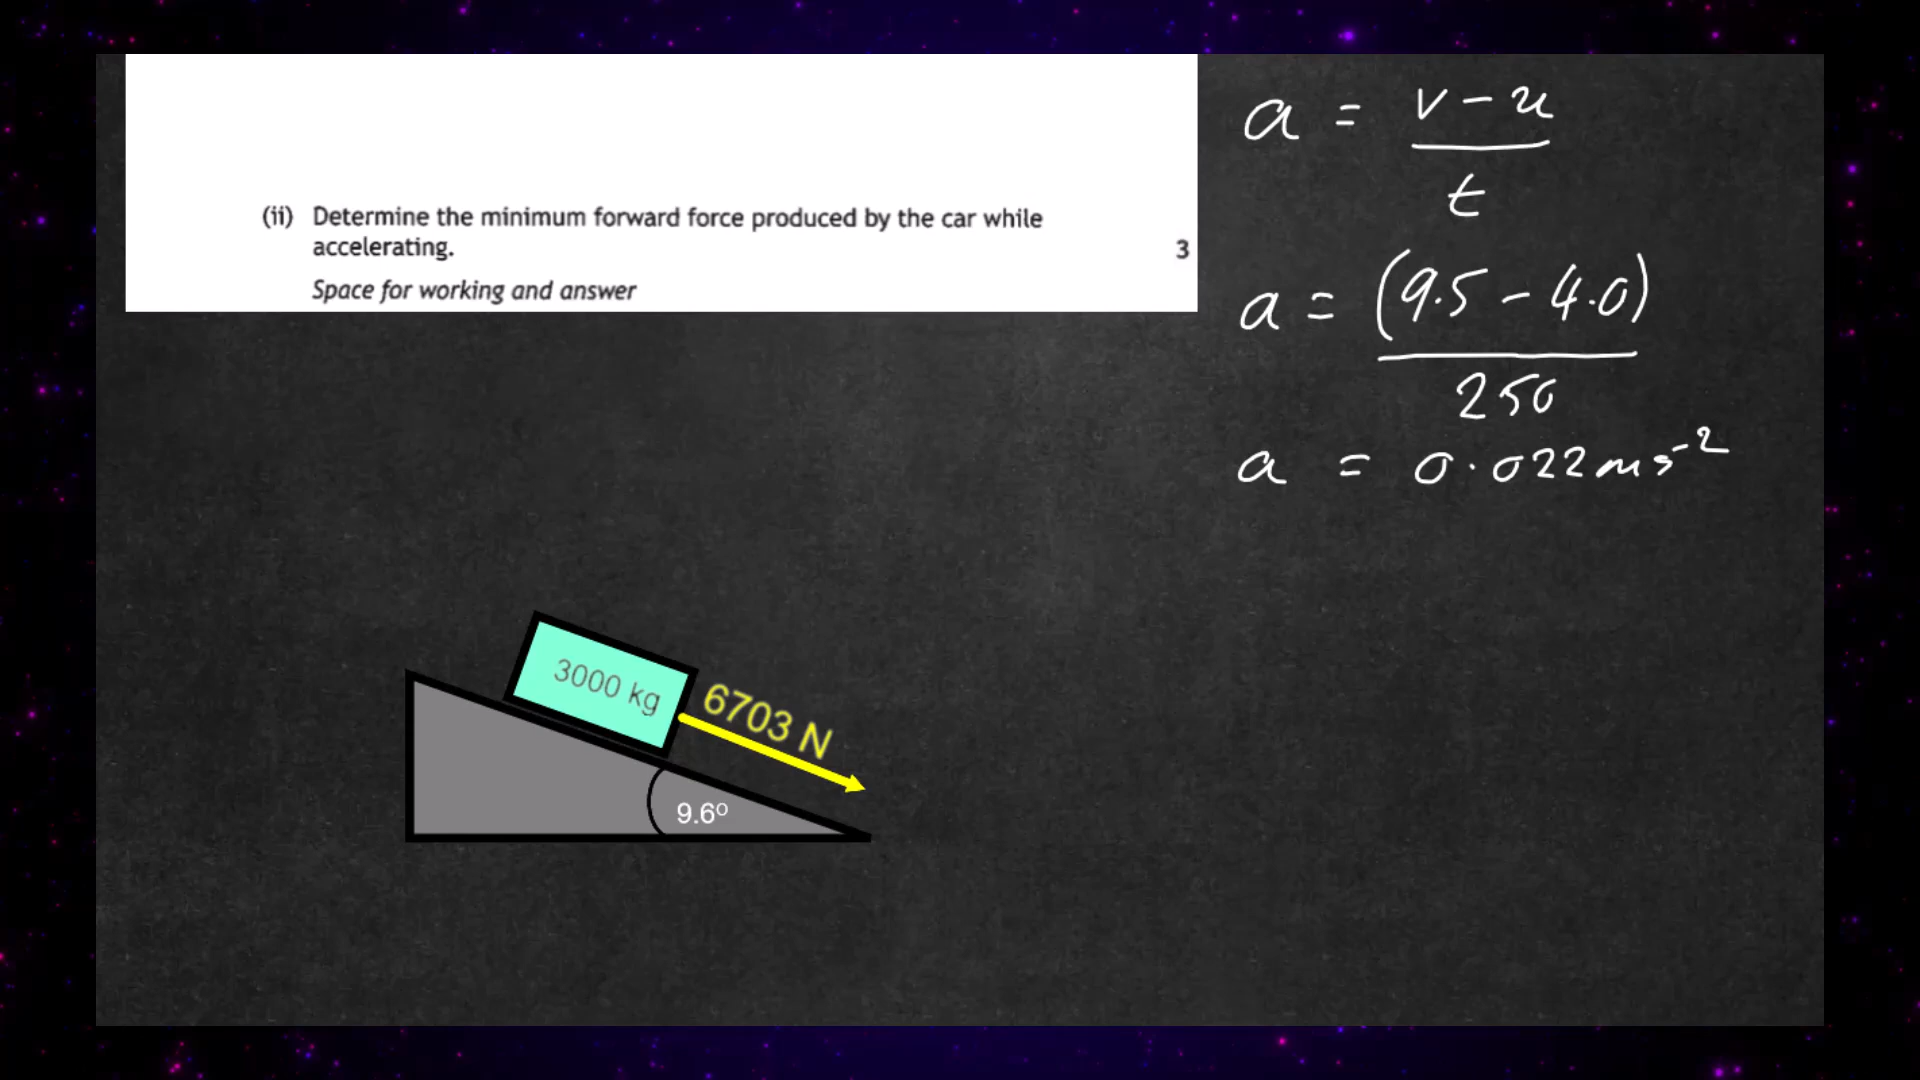 (ii) Determine the minimum forward force produced by the car while
accelerating.
3
Space for working and answer
a = v - u
t
a = (9.5 - 4.0)
250
a = 0.022 ms⁻²
3000 kg
6703 N
9.6º